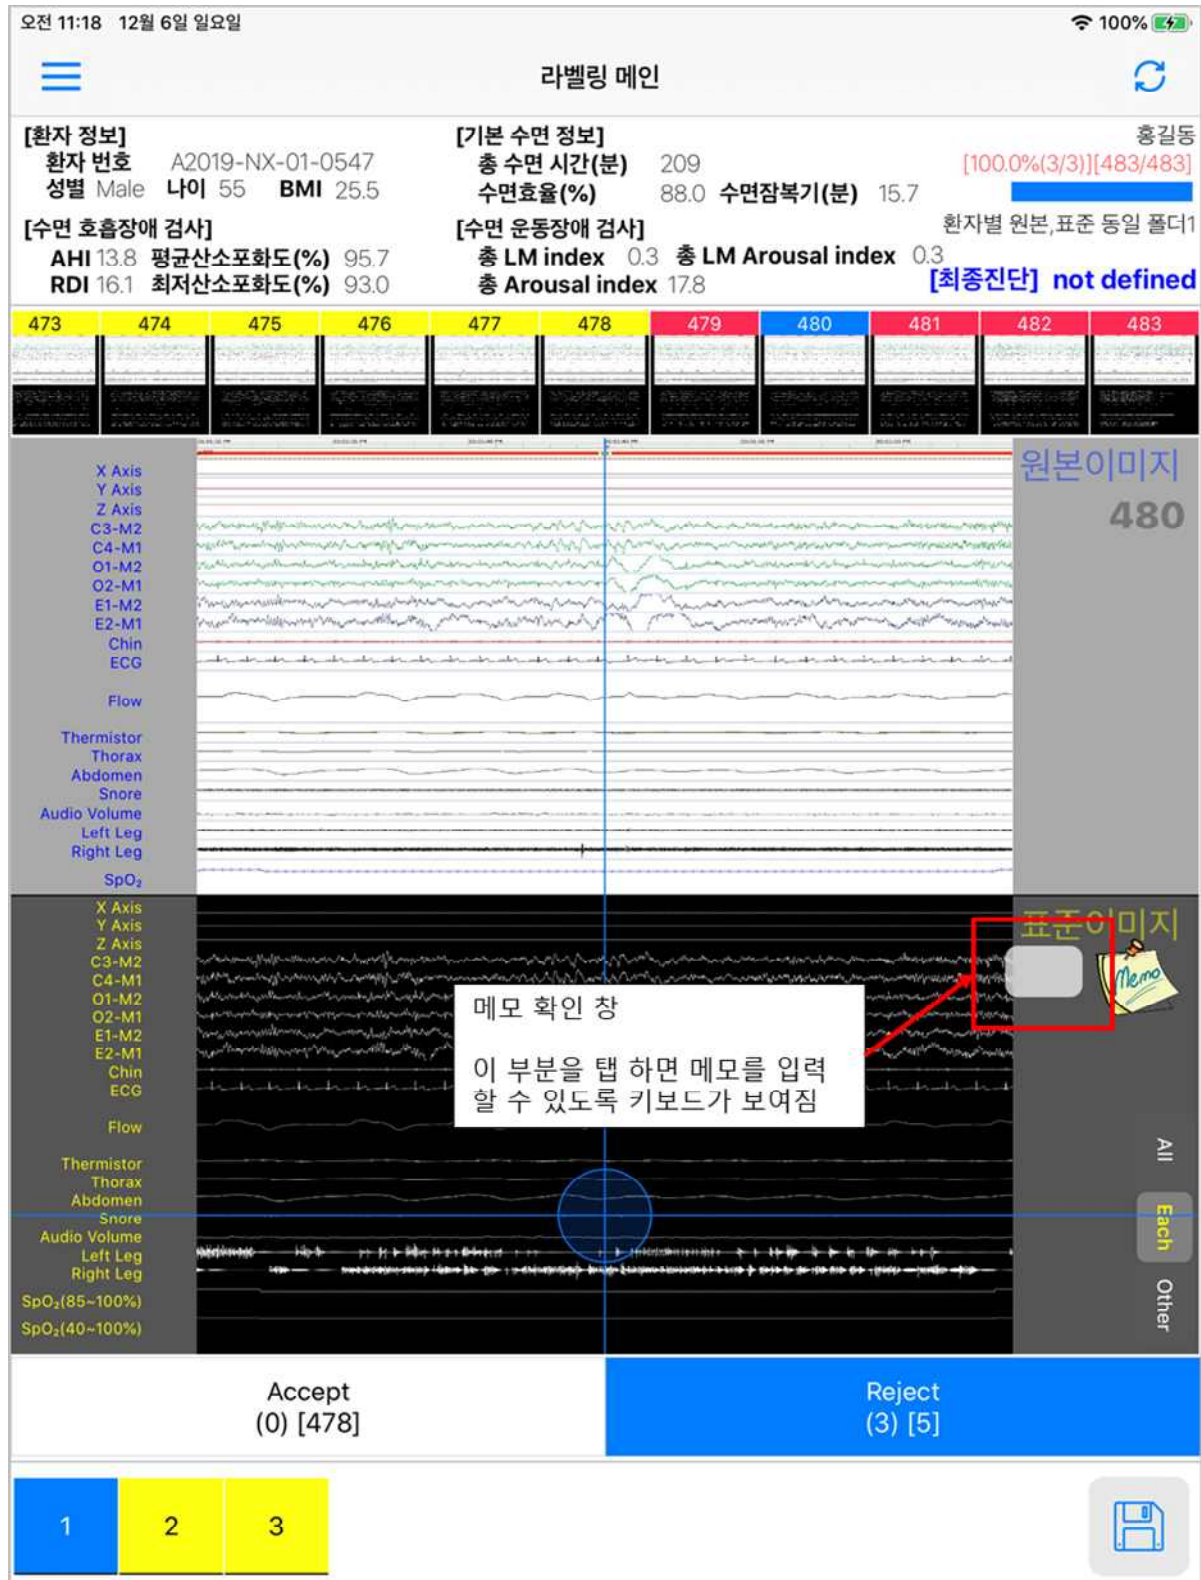 오전 11:18 12월 6일 일요일 100%
라벨링 메인
[환자 정보] [기본 수면 정보] 홍길동
환자 번호 A2019-NX-01-0547 총 수면 시간(분) 209 [100.0%(3/3)][483/483]
성별 Male 나이 55 BMI 25.5 수면효율(%) 88.0 수면잠복기(분) 15.7
[수면 호흡장애 검사] [수면 운동장애 검사] 환자별 원본,표준 동일 폴더1
AHI 13.8 평균산소포화도(%) 95.7 총 LM index 0.3 총 LM Arousal index 0.3
RDI 16.1 최저산소포화도(%) 93.0 총 Arousal index 17.8 [최종진단] not defined
473 474 475 476 477 478 479 480 481 482 483
원본이미지
480
X Axis
Y Axis
Z Axis
C3-M2
C4-M1
O1-M2
O2-M1
E1-M2
E2-M1
Chin
ECG
Flow
Thermistor
Thorax
Abdomen
Snore
Audio Volume
Left Leg
Right Leg
SpO₂
표준이미지
Memo
X Axis
Y Axis
Z Axis
C3-M2
C4-M1
O1-M2
O2-M1
E1-M2
E2-M1
Chin
ECG
Flow
Thermistor
Thorax
Abdomen
Snore
Audio Volume
Left Leg
Right Leg
SpO₂(85~100%)
SpO₂(40~100%)
메모 확인 창
이 부분을 탭 하면 메모를 입력
할 수 있도록 키보드가 보여짐
All
Each
Other
Accept
(0) [478]
Reject
(3) [5]
1 2 3